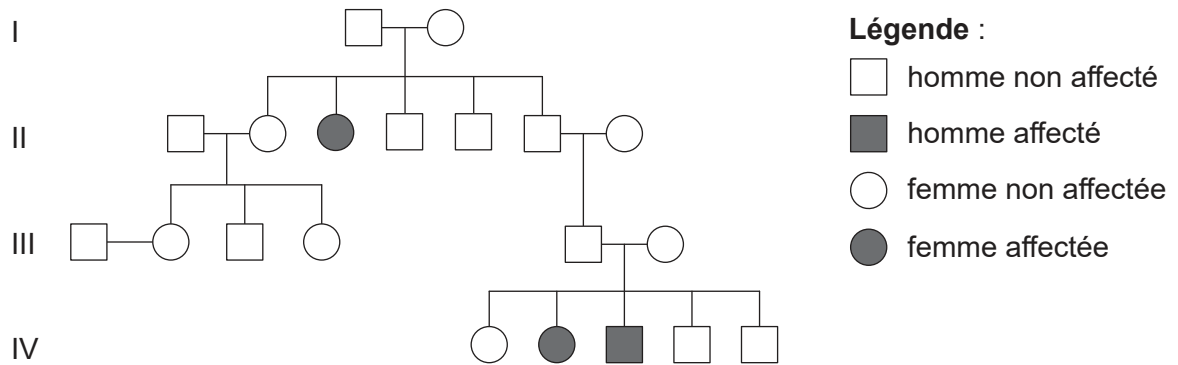 I
II
III
IV
Légende :
homme non affecté
homme affecté
femme non affectée
femme affectée